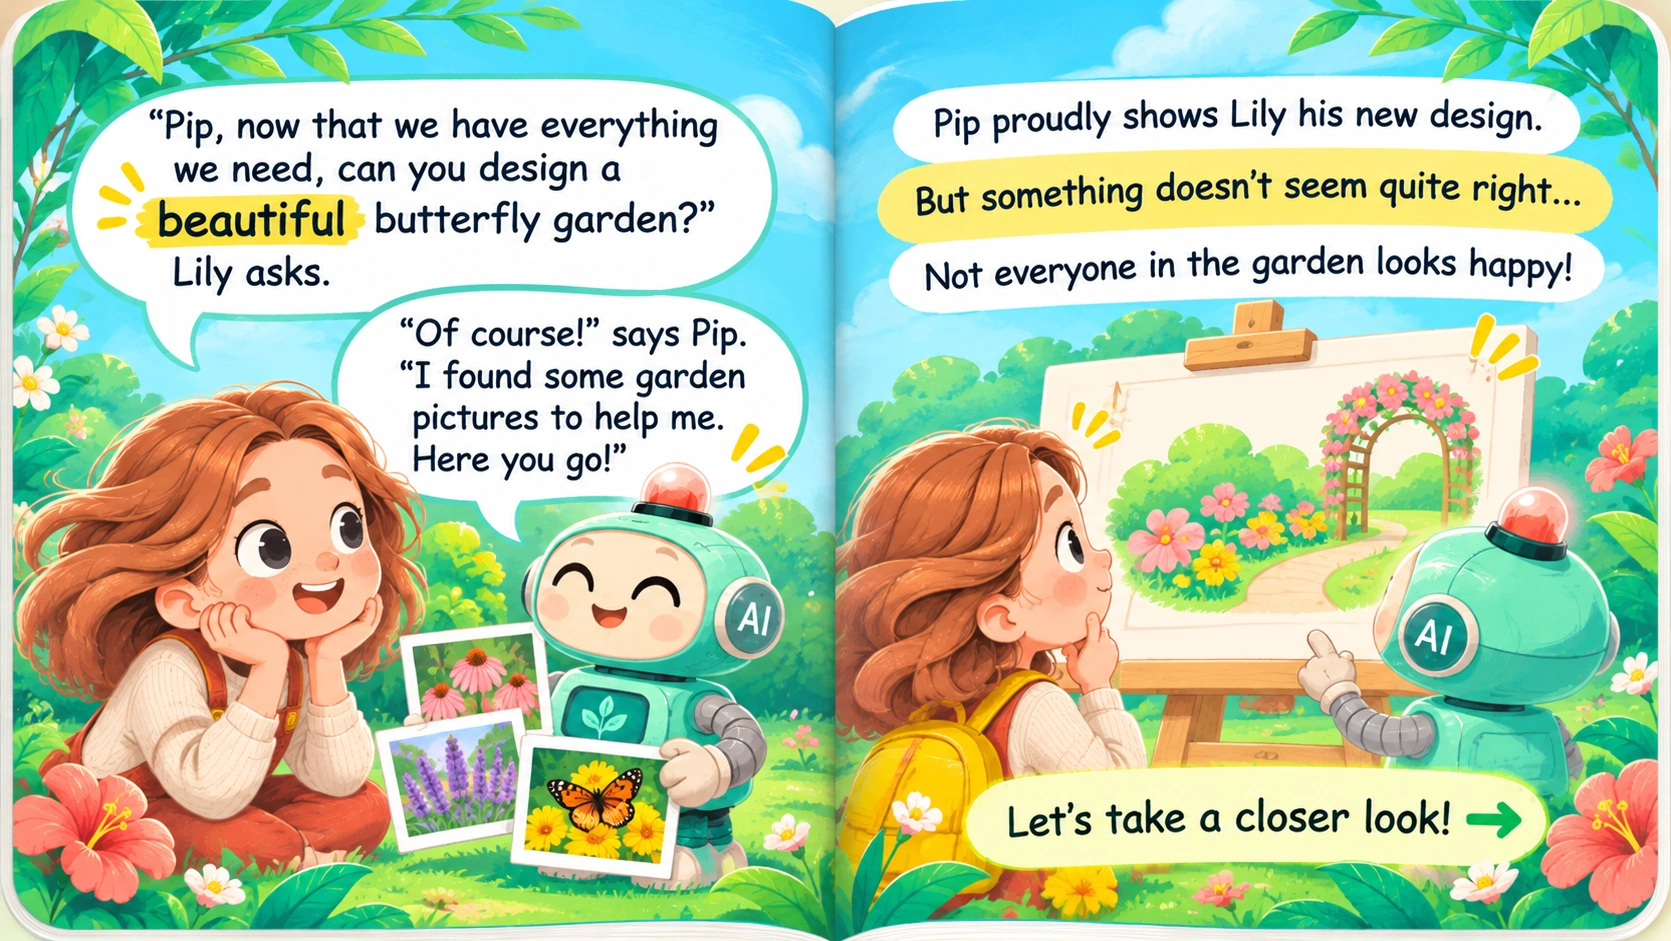 “Pip, now that we have everything
we need, can you design a
beautiful butterfly garden?”
Lily asks.
“Of course!” says Pip.
“I found some garden
pictures to help me.
Here you go!”
AI
Pip proudly shows Lily his new design.
But something doesn’t seem quite right...
Not everyone in the garden looks happy!
AI
Let’s take a closer look!